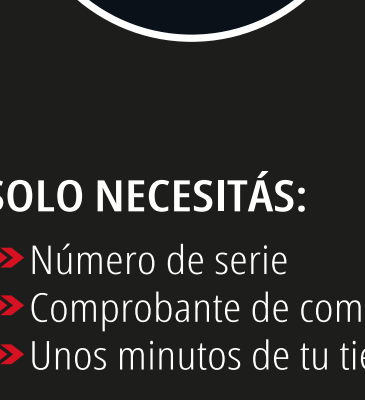 SOLO NECESITÁS:
Número de serie
Comprobante de
Unos minutos de tu